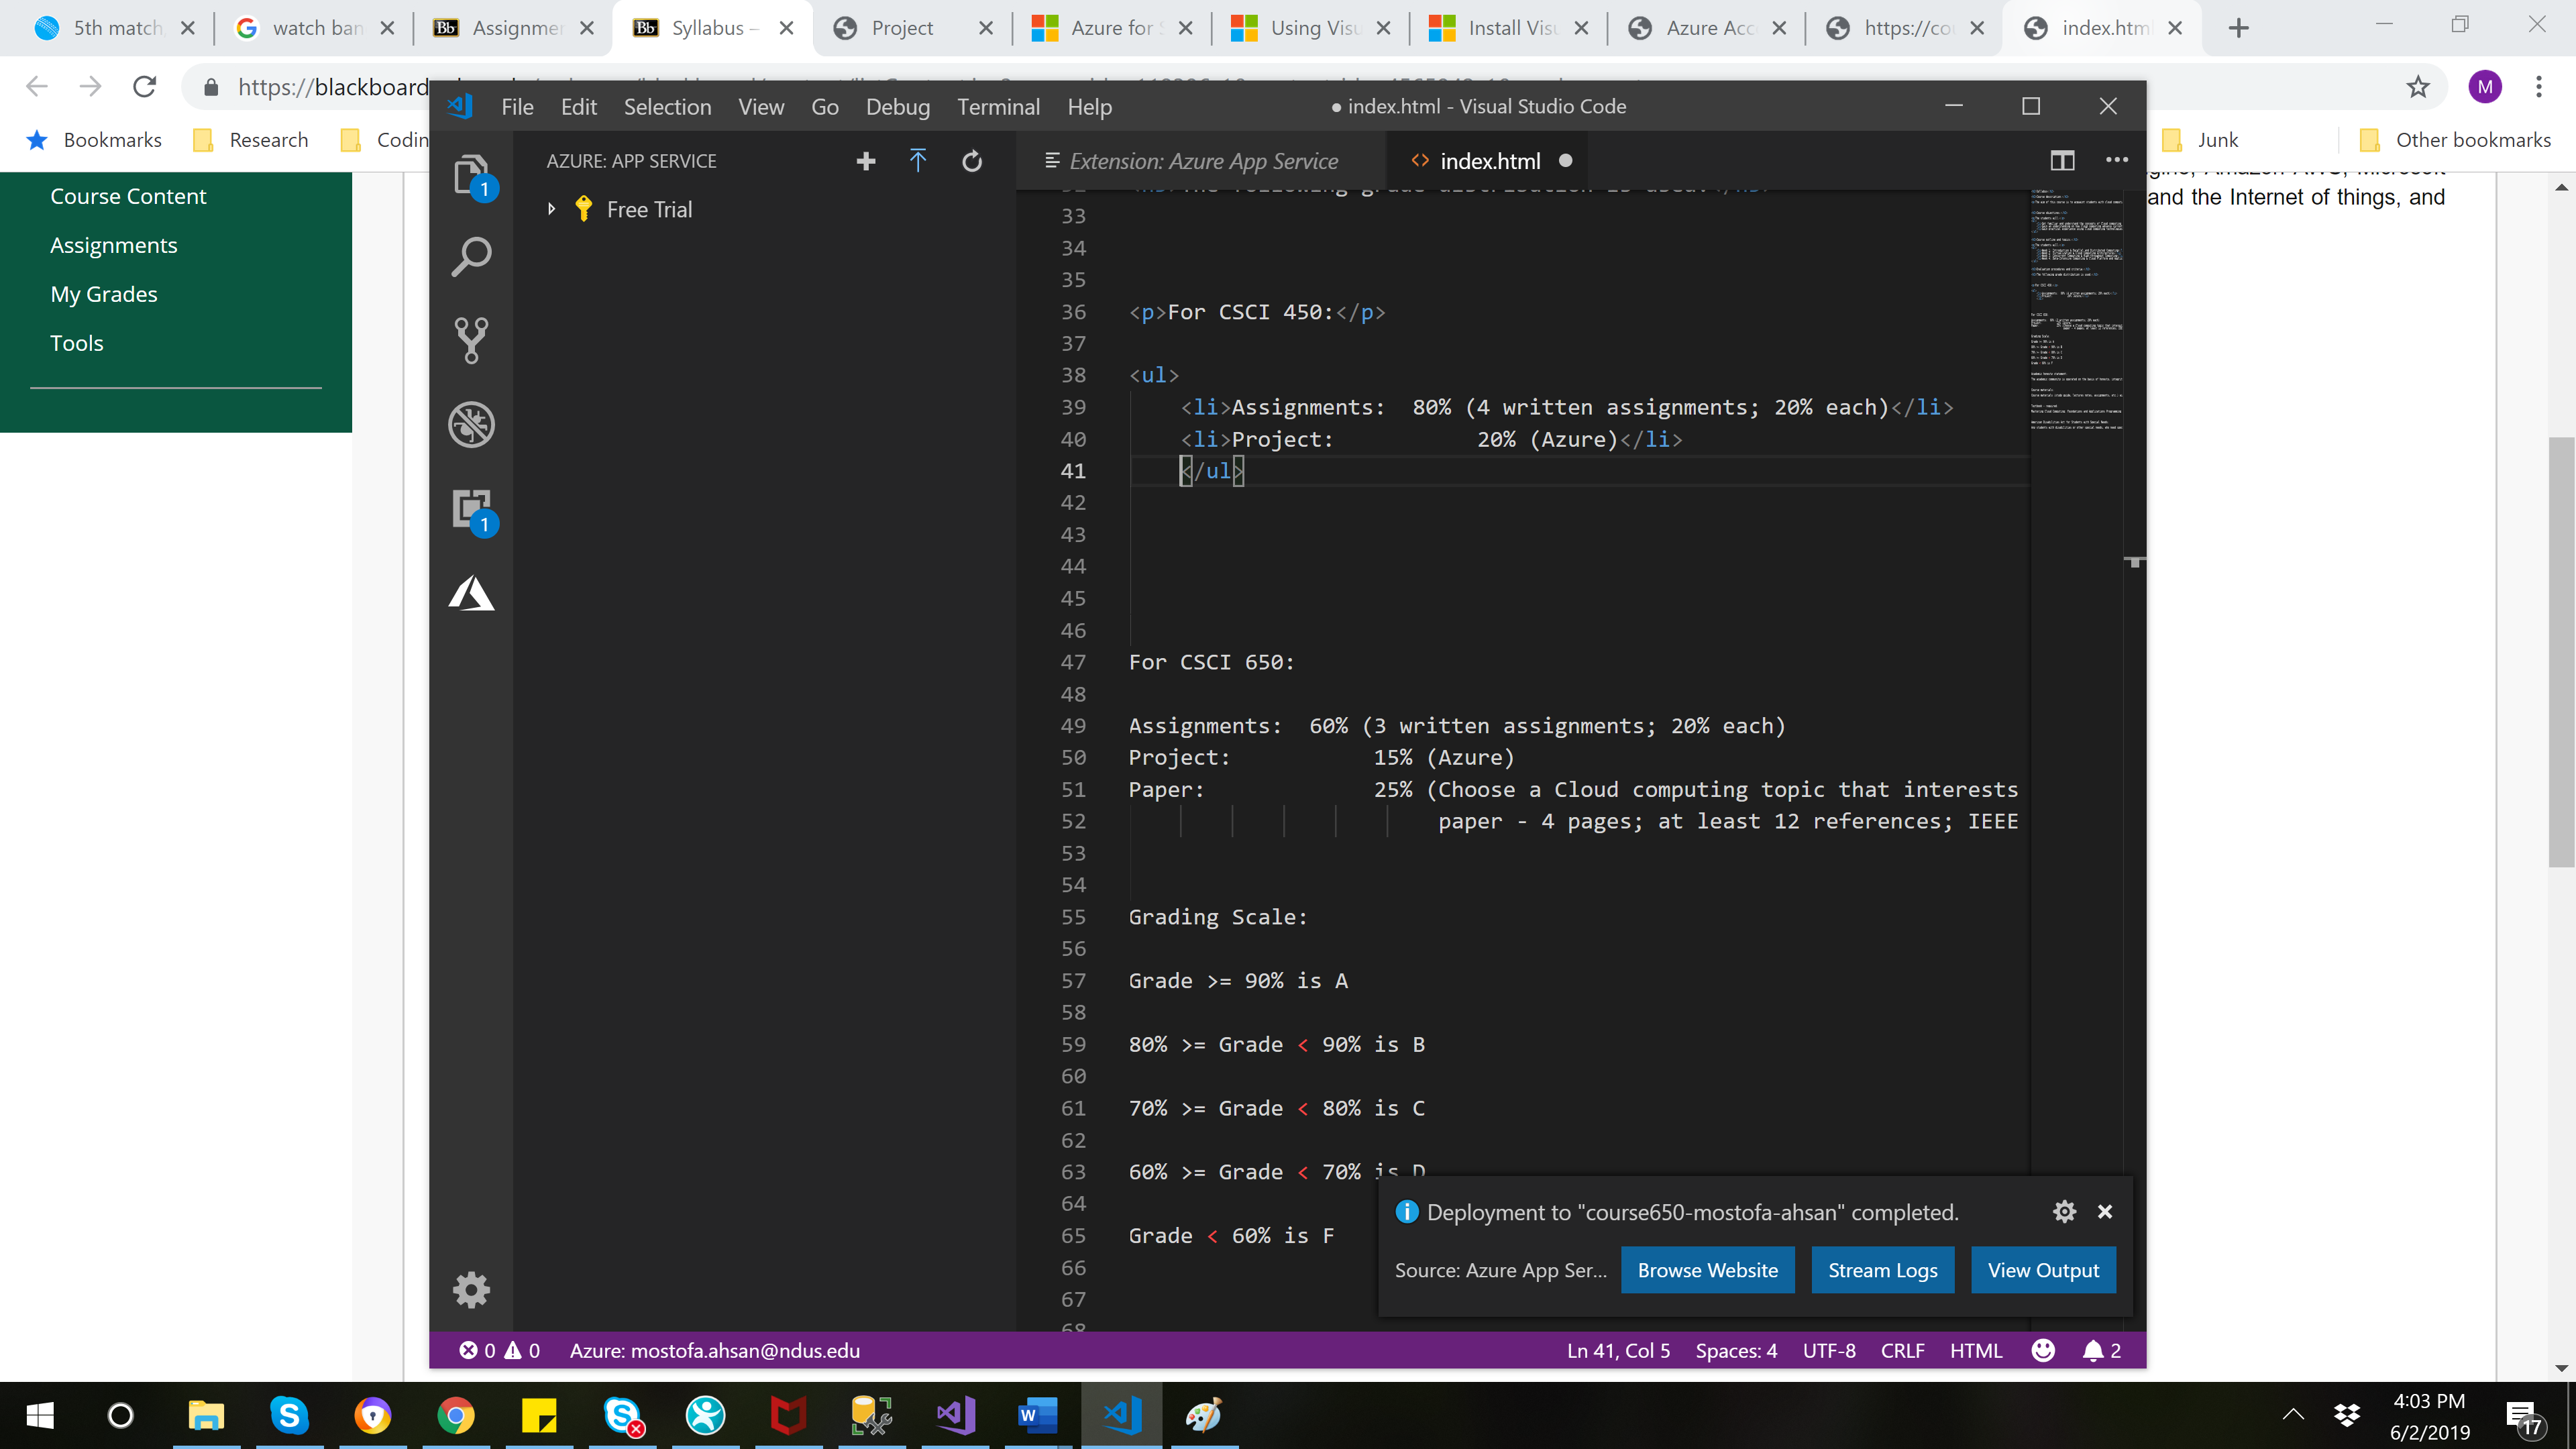 5th match
watch ban
Assignmen
Syllabus –
Project
Azure for S
Using Visu
Install Visu
Azure Acc
https://cou
index.htm
https://blackboard
M
Bookmarks
Research
Codin
Junk
Other bookmarks
File Edit Selection View Go Debug Terminal Help
● index.html - Visual Studio Code
Course Content
Assignments
My Grades
Tools
and the Internet of things, and
1
1
AZURE: APP SERVICE
Free Trial
Extension: Azure App Service
index.html
33
34
35
36 <p>For CSCI 450:</p>
37
38 <ul>
39 <li>Assignments: 80% (4 written assignments; 20% each)</li>
40 <li>Project: 20% (Azure)</li>
41 </ul>
42
43
44
45
46
47 For CSCI 650:
48
49 Assignments: 60% (3 written assignments; 20% each)
50 Project: 15% (Azure)
51 Paper: 25% (Choose a Cloud computing topic that interests
52 paper - 4 pages; at least 12 references; IEEE
53
54
55 Grading Scale:
56
57 Grade >= 90% is A
58
59 80% >= Grade < 90% is B
60
61 70% >= Grade < 80% is C
62
63 60% >= Grade < 70% is D
64
65 Grade < 60% is F
66
67
68
Deployment to "course650-mostofa-ahsan" completed.
Source: Azure App Ser...
Browse Website
Stream Logs
View Output
0 0 Azure: mostofa.ahsan@ndus.edu
Ln 41, Col 5 Spaces: 4 UTF-8 CRLF HTML 2
4:03 PM
6/2/2019
17